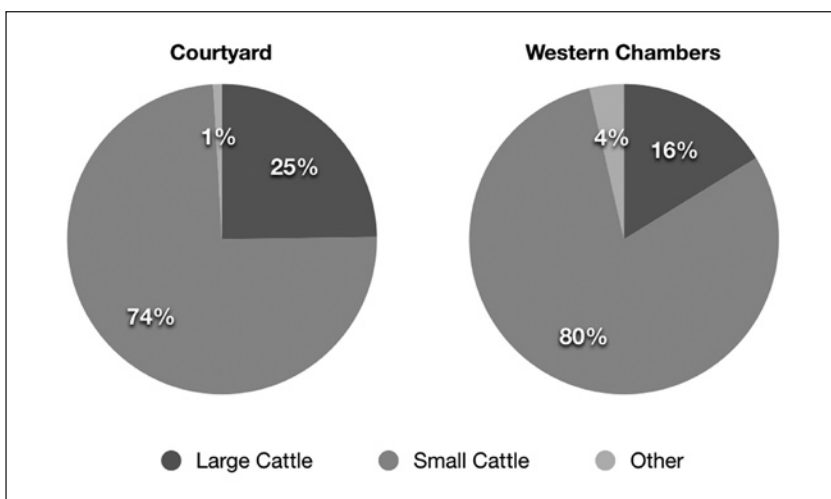 Courtyard
1%
25%
74%
Western Chambers
4%
16%
80%
Large Cattle
Small Cattle
Other